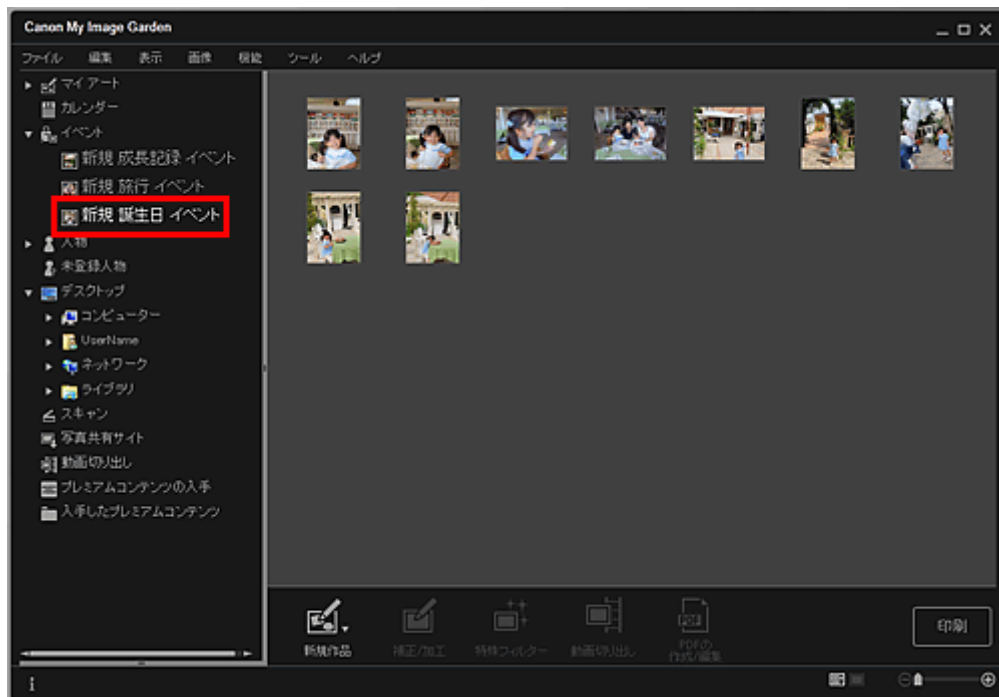 Canon My Image Garden
ファイル 編集 表示 画像 機能 ツール ヘルプ
マイ アート
カレンダー
イベント
新規 成長記録 イベント
新規 旅行 イベント
新規 誕生日 イベント
人物
未登録人物
デスクトップ
コンピューター
UserName
ネットワーク
ライブラリ
スキャン
写真共有サイト
動画切り出し
プレミアムコンテンツの入手
入手したプレミアムコンテンツ
新規作品 補正/加工 特殊フィルター 動画切り出し PDFの
作成/編集
印刷